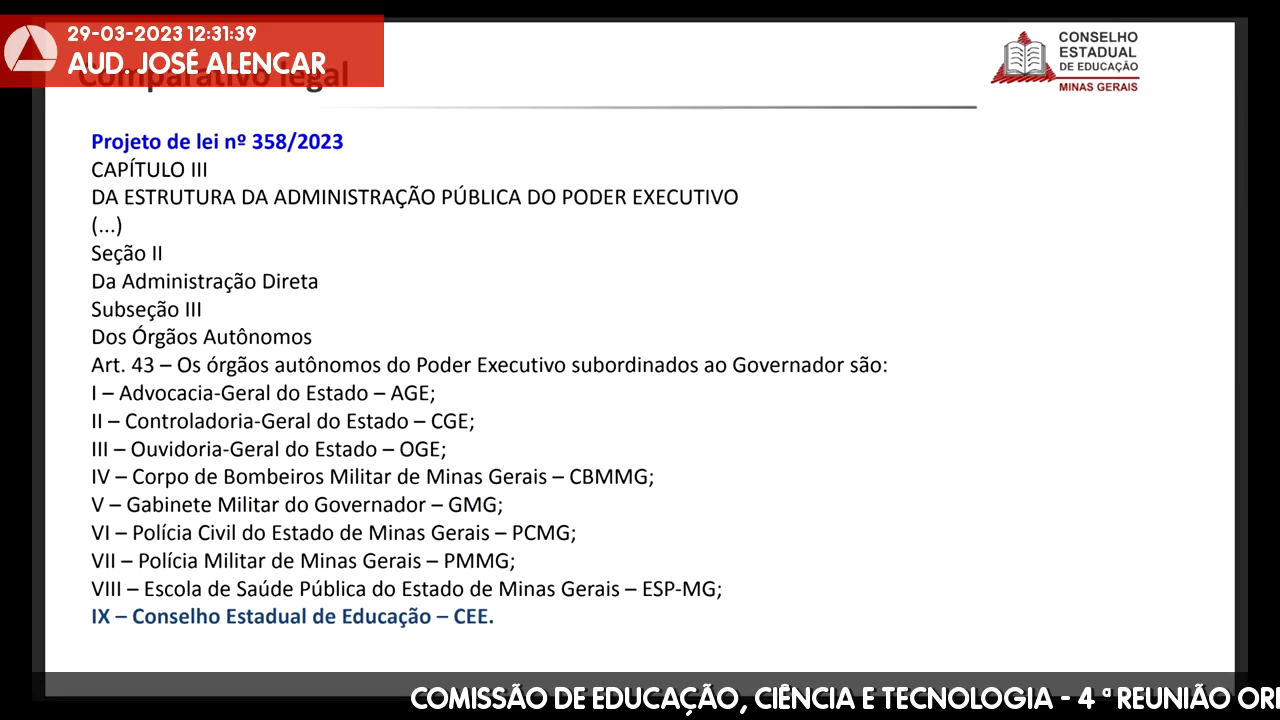 29-03-2023 12:31:39
AUD. JOSÉ ALENCAR
Comparativo legal
CONSELHO
ESTADUAL
DE EDUCAÇÃO
MINAS GERAIS
Projeto de lei nº 358/2023
CAPÍTULO III
DA ESTRUTURA DA ADMINISTRAÇÃO PÚBLICA DO PODER EXECUTIVO
(...)
Seção II
Da Administração Direta
Subseção III
Dos Órgãos Autônomos
Art. 43 – Os órgãos autônomos do Poder Executivo subordinados ao Governador são:
I – Advocacia-Geral do Estado – AGE;
II – Controladoria-Geral do Estado – CGE;
III – Ouvidoria-Geral do Estado – OGE;
IV – Corpo de Bombeiros Militar de Minas Gerais – CBMMG;
V – Gabinete Militar do Governador – GMG;
VI – Polícia Civil do Estado de Minas Gerais – PCMG;
VII – Polícia Militar de Minas Gerais – PMMG;
VIII – Escola de Saúde Pública do Estado de Minas Gerais – ESP-MG;
IX – Conselho Estadual de Educação – CEE.
COMISSÃO DE EDUCAÇÃO, CIÊNCIA E TECNOLOGIA - 4 ª REUNIÃO ORI